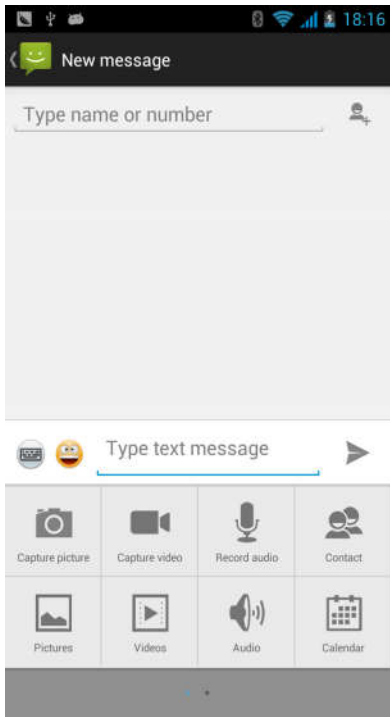 18:16
New message
Type name or number
Type text message
Capture picture Capture video Record audio Contact
Pictures Videos Audio Calendar